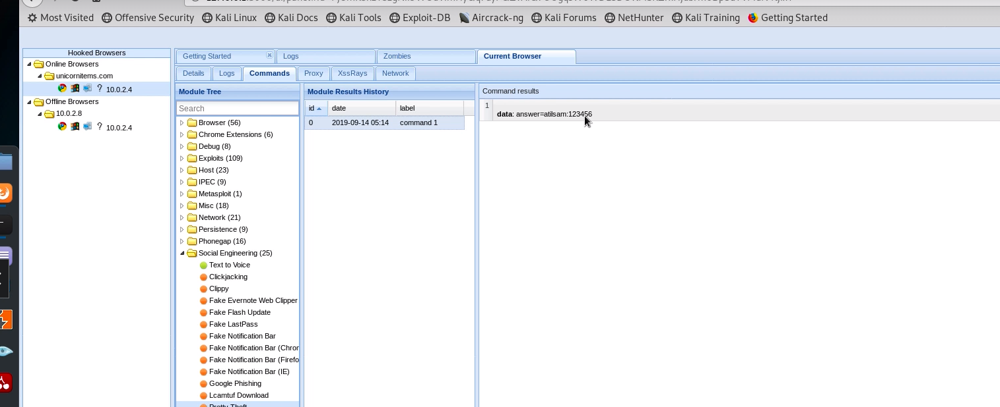 Most Visited Offensive Security Kali Linux Kali Docs Kali Tools Exploit-DB Aircrack-ng Kali Forums NetHunter Kali Training Getting Started
Hooked Browsers
Online Browsers
unicornitems.com
? 10.0.2.4
Offline Browsers
10.0.2.8
? 10.0.2.4
Getting Started Logs Zombies Current Browser
Details Logs Commands Proxy XssRays Network
Module Tree
Search
Browser (56)
Chrome Extensions (6)
Debug (8)
Exploits (109)
Host (23)
IPEC (9)
Metasploit (1)
Misc (18)
Network (21)
Persistence (9)
Phonegap (16)
Social Engineering (25)
Text to Voice
Clickjacking
Clippy
Fake Evernote Web Clipper
Fake Flash Update
Fake LastPass
Fake Notification Bar
Fake Notification Bar (Chron
Fake Notification Bar (Firefo
Fake Notification Bar (IE)
Google Phishing
Lcamtuf Download
Pretty Theft
Module Results History
id date label
0 2019-09-14 05:14 command 1
Command results
1
data: answer=atilsam:123456